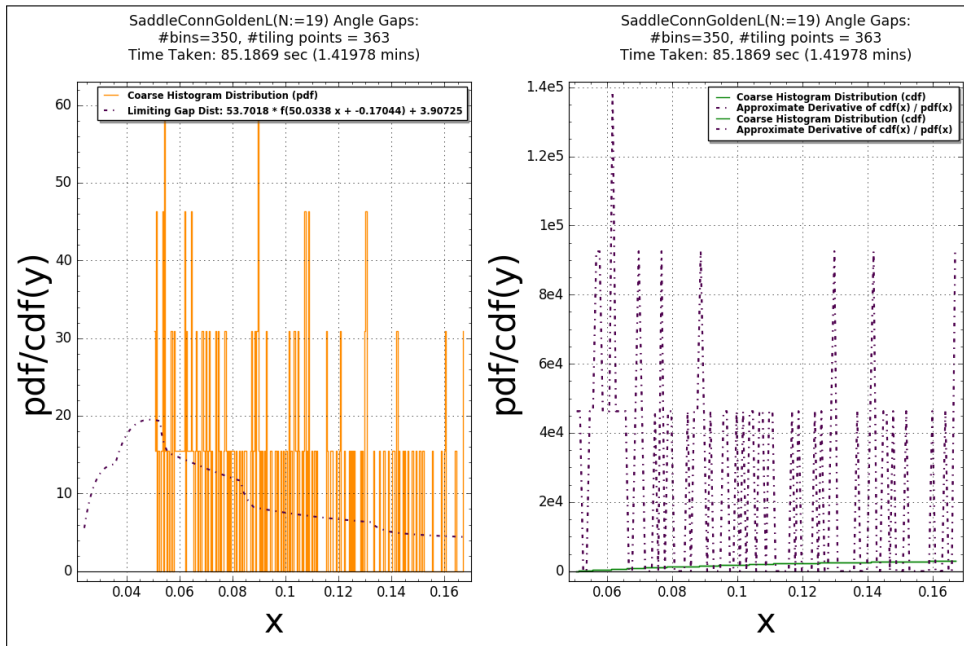 SaddleConnGoldenL(N:=19) Angle Gaps:
#bins=350, #tiling points = 363
Time Taken: 85.1869 sec (1.41978 mins)
Coarse Histogram Distribution (pdf)
Limiting Gap Dist: 53.7018 * f(50.0338 x + -0.17044) + 3.90725
60
50
40
30
20
10
0
pdf/cdf(y)
0.04 0.06 0.08 0.1 0.12 0.14 0.16
x
SaddleConnGoldenL(N:=19) Angle Gaps:
#bins=350, #tiling points = 363
Time Taken: 85.1869 sec (1.41978 mins)
Coarse Histogram Distribution (cdf)
Approximate Derivative of cdf(x) / pdf(x)
Coarse Histogram Distribution (cdf)
Approximate Derivative of cdf(x) / pdf(x)
1.4e5
1.2e5
1e5
8e4
6e4
4e4
2e4
0
pdf/cdf(y)
0.06 0.08 0.1 0.12 0.14 0.16
x